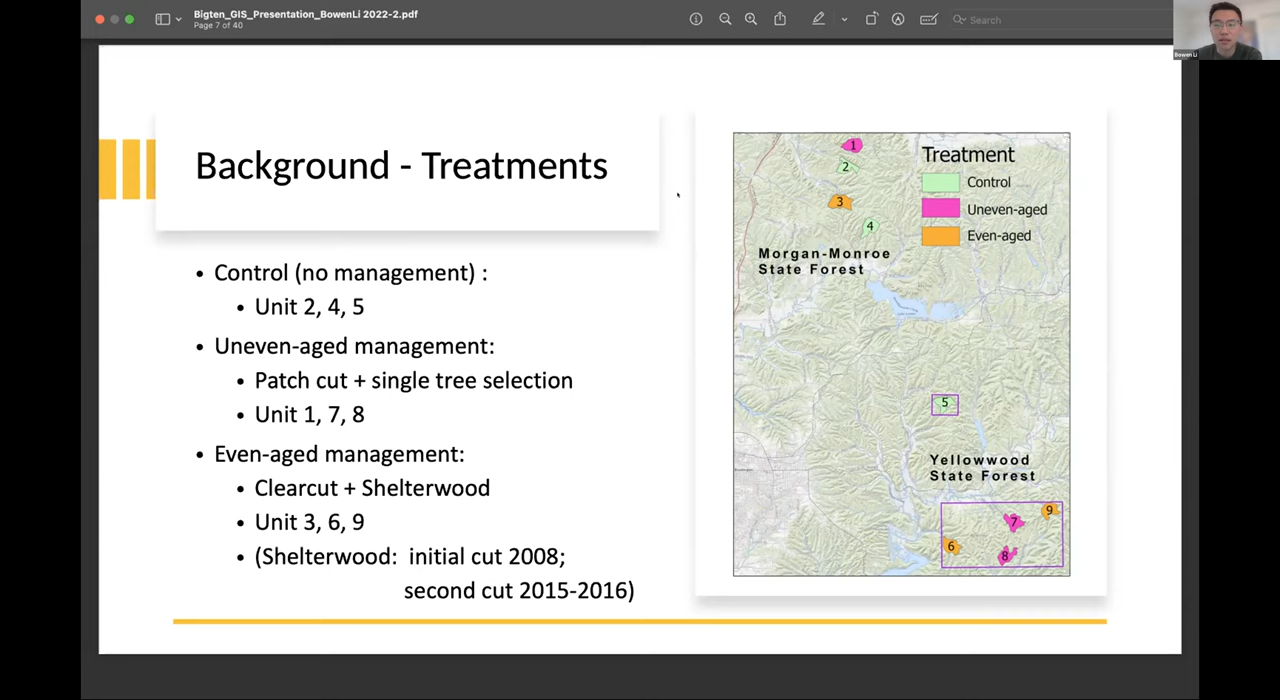 Bigten_GIS_Presentation_BowenLi 2022-2.pdf
Page 7 of 40
Search
Bowen Li
Background - Treatments
• Control (no management) :
• Unit 2, 4, 5
• Uneven-aged management:
• Patch cut + single tree selection
• Unit 1, 7, 8
• Even-aged management:
• Clearcut + Shelterwood
• Unit 3, 6, 9
• (Shelterwood: initial cut 2008;
second cut 2015-2016)
Treatment
Control
Uneven-aged
Even-aged
1
2
3
4
Morgan-Monroe
State Forest
5
Yellowwood
State Forest
9
7
6
8